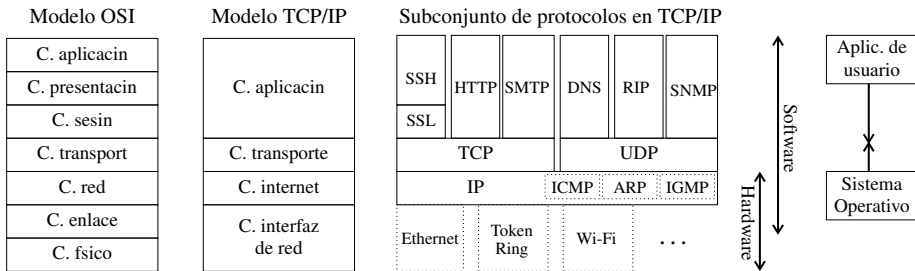 Modelo OSI
C. aplicacin
C. presentacin
C. sesin
C. transport
C. red
C. enlace
C. fsico
Modelo TCP/IP
C. aplicacin
C. transporte
C. internet
C. interfaz
de red
Subconjunto de protocolos en TCP/IP
SSH
SSL
HTTP
SMTP
DNS
RIP
SNMP
TCP
UDP
IP
ICMP
ARP
IGMP
Ethernet
Token
Ring
Wi-Fi
. . .
Software
Hardware
Aplic. de
usuario
Sistema
Operativo